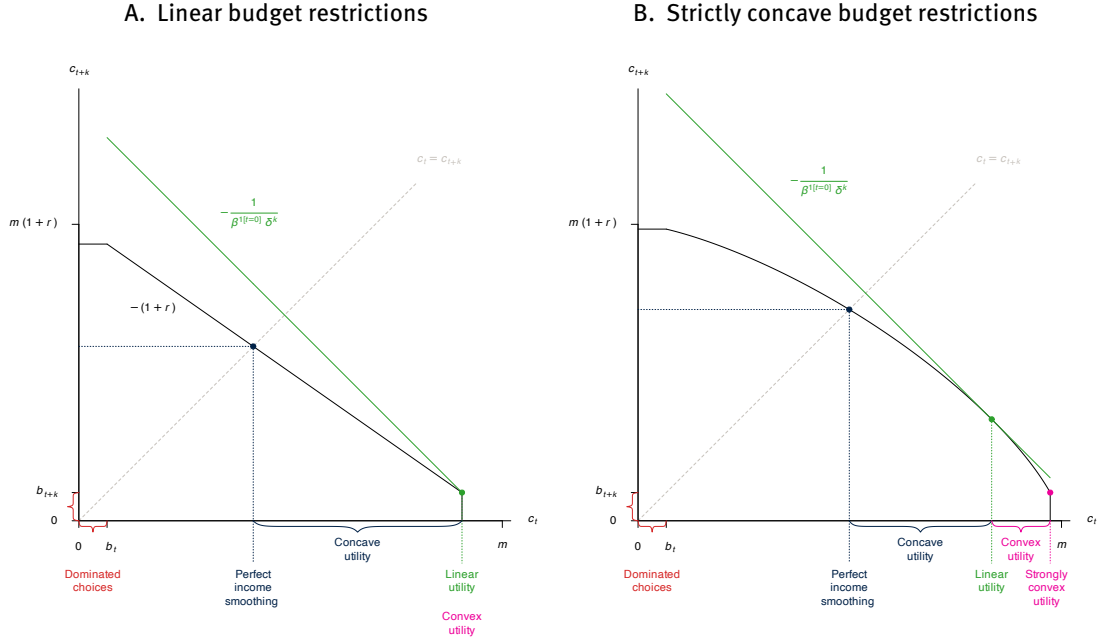 A. Linear budget restrictions
c_{t+k}
c_t = c_{t+k}
− 1 / (β^{1[t=0]} δ^k)
m (1 + r)
− (1 + r)
b_{t+k}
0
c_t
0
b_t
m
Concave
utility
Dominated
choices
Perfect
income
smoothing
Linear
utility
Convex
utility
B. Strictly concave budget restrictions
c_{t+k}
c_t = c_{t+k}
− 1 / (β^{1[t=0]} δ^k)
m (1 + r)
b_{t+k}
0
c_t
0
b_t
m
Concave
utility
Convex
utility
Dominated
choices
Perfect
income
smoothing
Linear
utility
Strongly
convex
utility